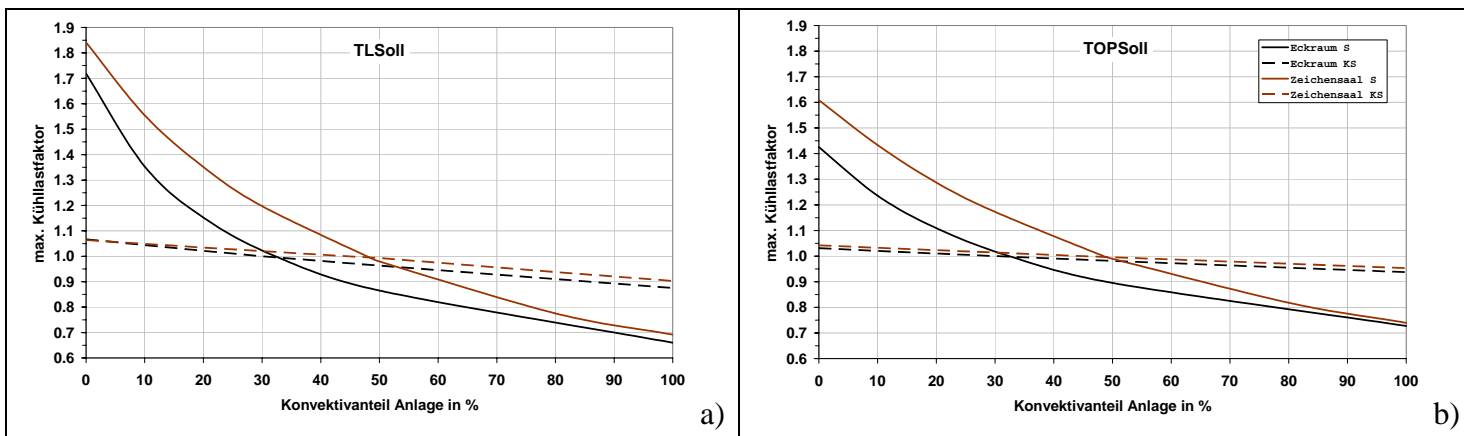 TLSoll
max. Kühllastfaktor
1.9
1.8
1.7
1.6
1.5
1.4
1.3
1.2
1.1
1.0
0.9
0.8
0.7
0.6
0 10 20 30 40 50 60 70 80 90 100
Konvektivanteil Anlage in %
a)
TOPSoll
max. Kühllastfaktor
1.9
1.8
1.7
1.6
1.5
1.4
1.3
1.2
1.1
1.0
0.9
0.8
0.7
0.6
Eckraum S
Eckraum KS
Zeichensaal S
Zeichensaal KS
0 10 20 30 40 50 60 70 80 90 100
Konvektivanteil Anlage in %
b)